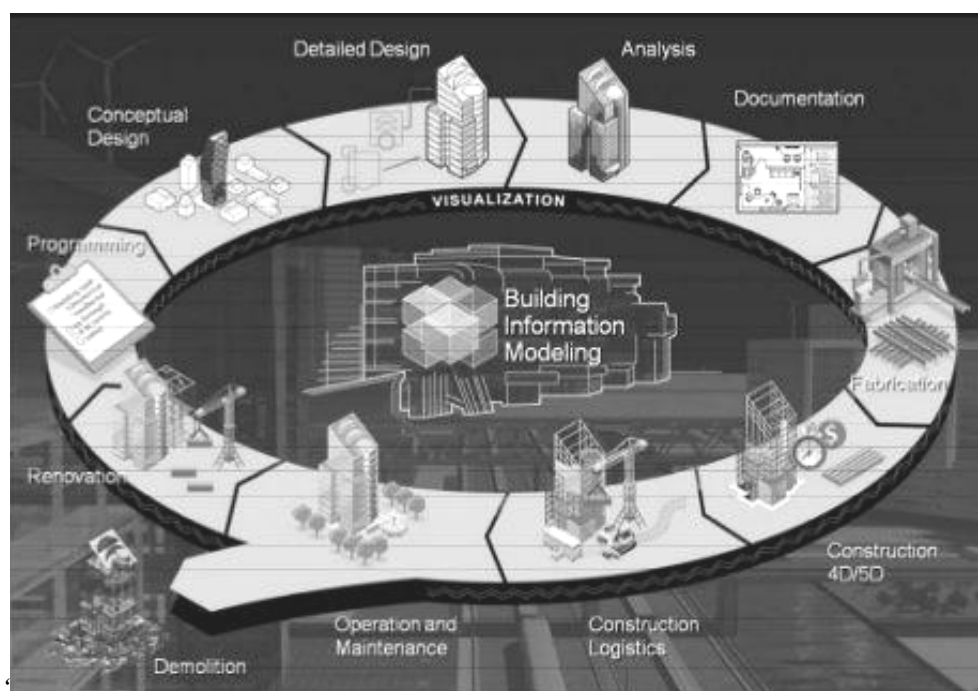 Detailed Design
Analysis
Conceptual
Design
Documentation
VISUALIZATION
Programming
Building
Information
Modeling
Fabrication
$
Renovation
Construction
4D/5D
Operation and
Maintenance
Construction
Logistics
Demolition
‘